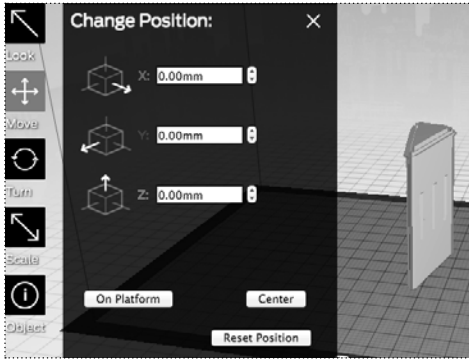 Change Position:
Look
X: 0.00mm
Move
Y: 0.00mm
Turn
Z: 0.00mm
Scale
On Platform Center
Object
Reset Position